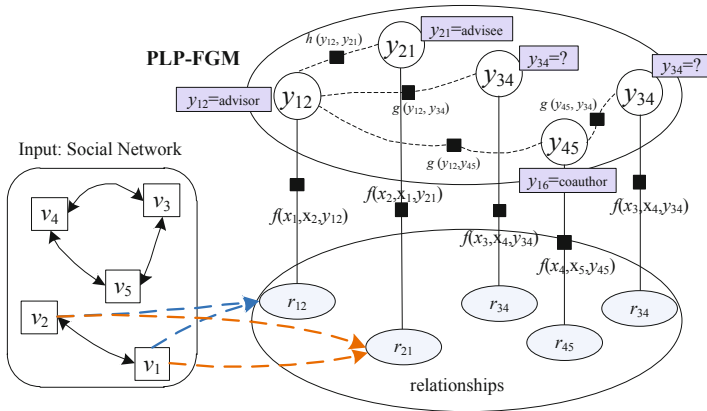 PLP-FGM
h (y12, y21)
y21
y21=advisee
y34=?
y34=?
y12=advisor
y12
g (y12, y34)
y34
g (y45, y34)
y34
g (y12,y45)
y45
y16=coauthor
Input: Social Network
v4
v3
v5
v2
v1
f(x1,x2,y12)
f(x2,x1,y21)
f(x3,x4,y34)
f(x4,x5,y45)
f(x3,x4,y34)
r12
r21
r34
r45
r34
relationships